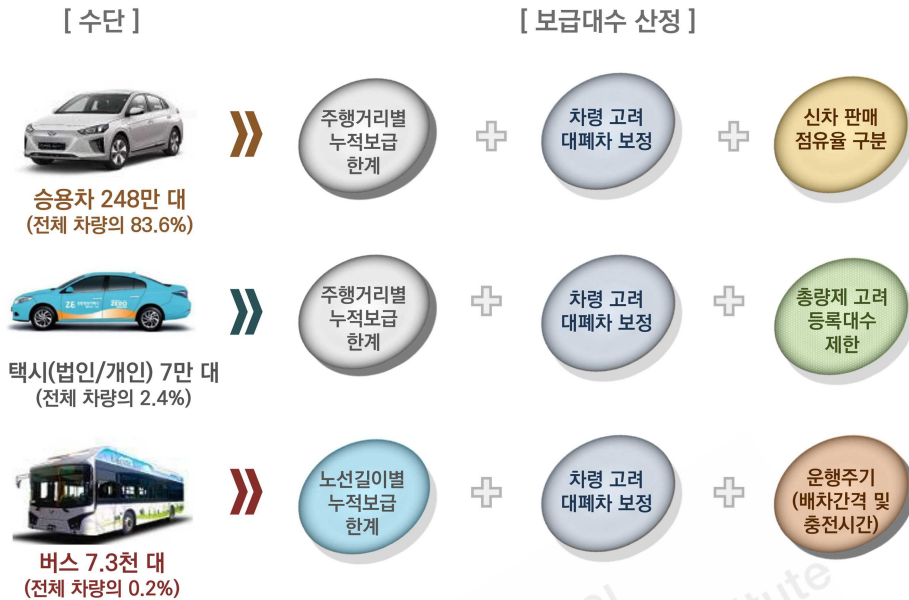 [ 수단 ]
[ 보급대수 산정 ]
주행거리별
누적보급
한계
차령 고려
대폐차 보정
신차 판매
점유율 구분
승용차 248만 대
(전체 차량의 83.6%)
주행거리별
누적보급
한계
차령 고려
대폐차 보정
총량제 고려
등록대수
제한
ZERO
택시(법인/개인) 7만 대
(전체 차량의 2.4%)
노선길이별
누적보급
한계
차령 고려
대폐차 보정
운행주기
(배차간격 및
충전시간)
버스 7.3천 대
(전체 차량의 0.2%)